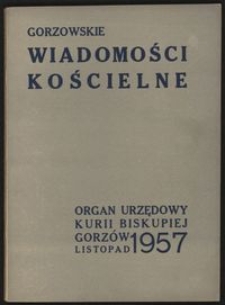 GORZOWSKIE
WIADOMOŚCI
KOŚCIELNE
ORGAN URZĘDOWY
KURII BISKUPIEJ
GORZÓW 1957
LISTOPAD